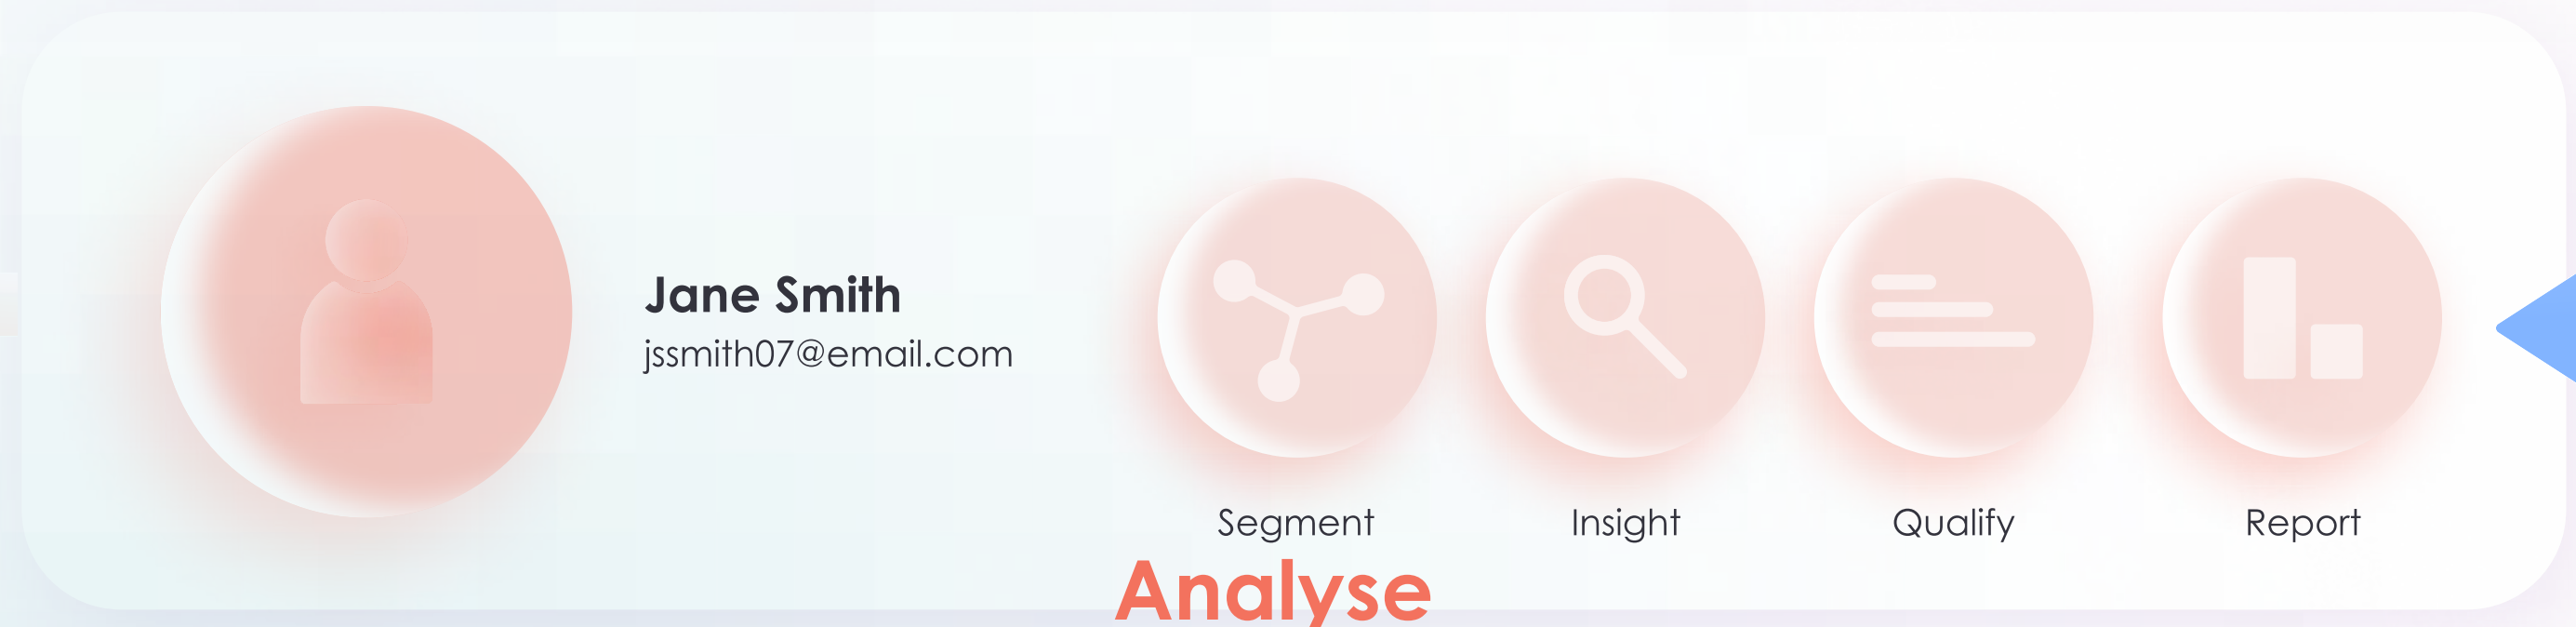 Jane Smith
jssmith07@email.com
Segment
Insight
Qualify
Report
Analyse